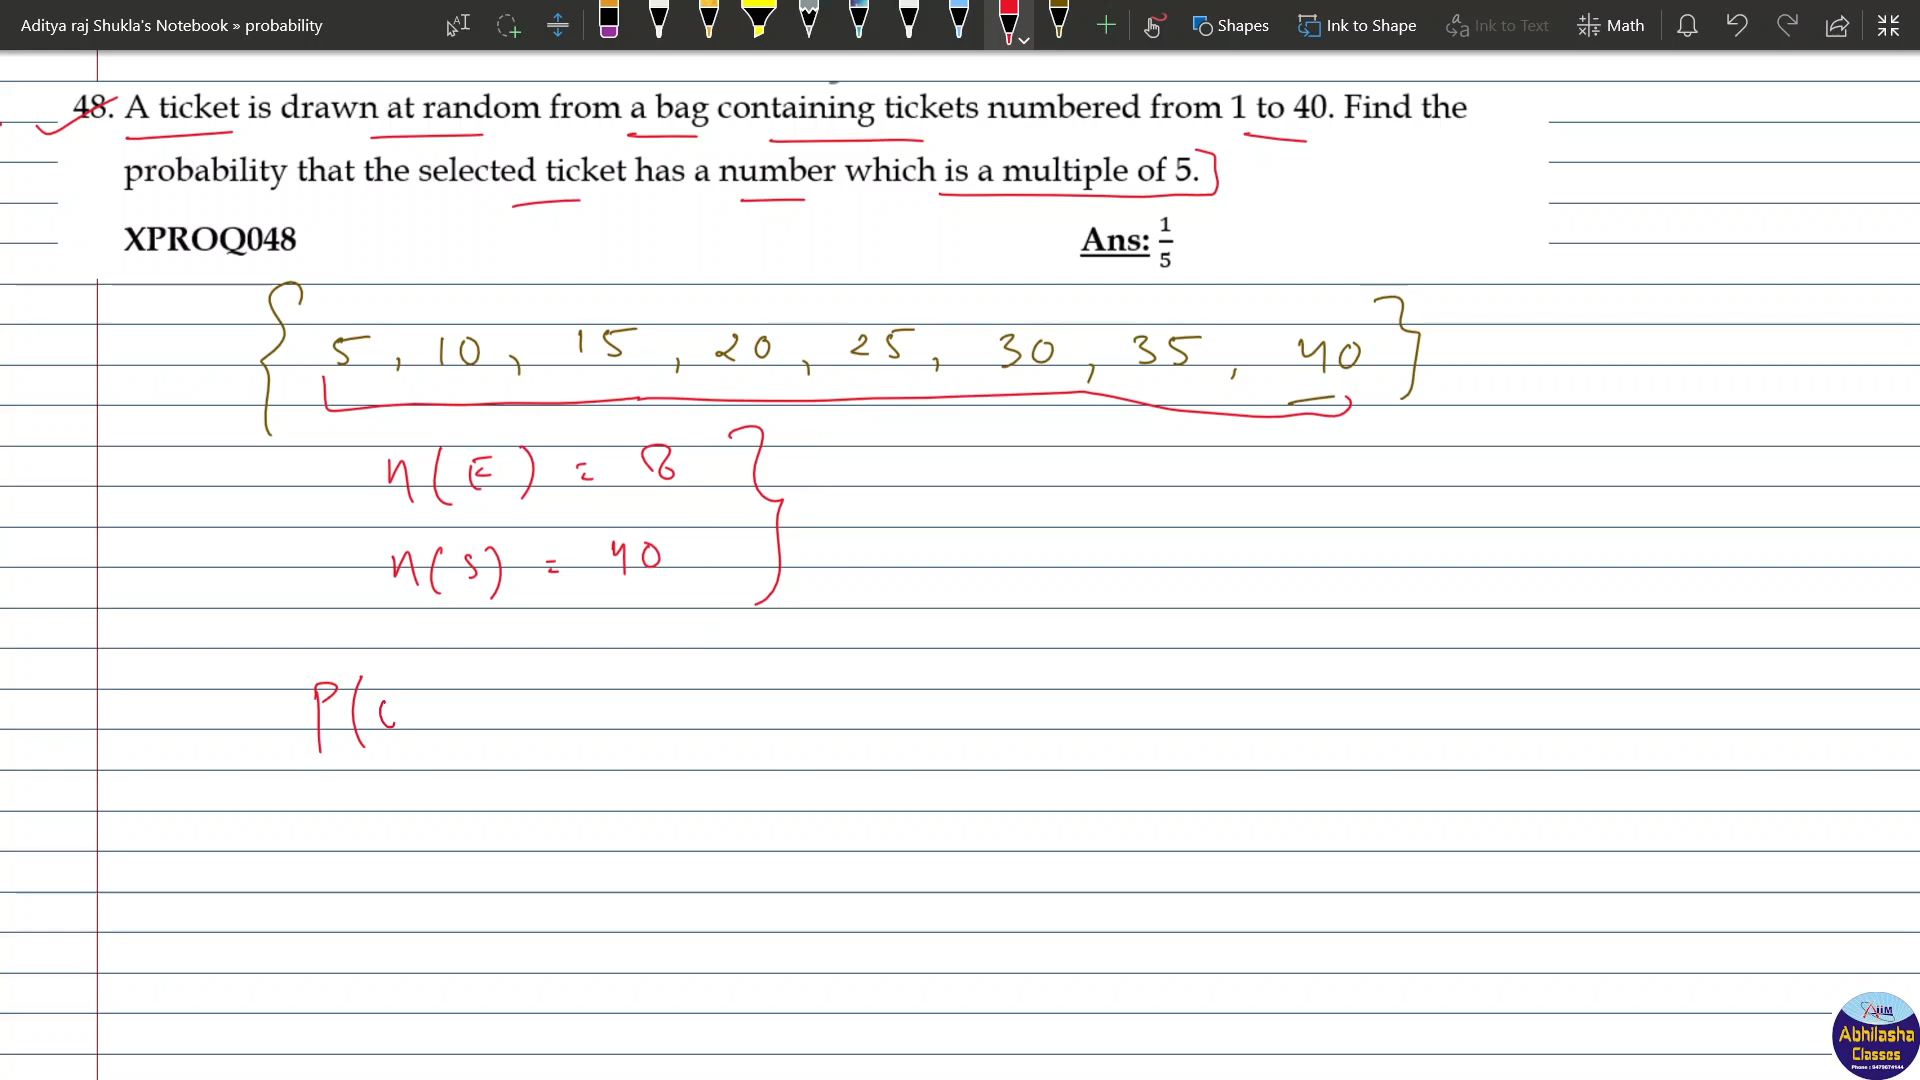 Aditya raj Shukla's Notebook » probability
Shapes Ink to Shape Ink to Text Math
48. A ticket is drawn at random from a bag containing tickets numbered from 1 to 40. Find the
probability that the selected ticket has a number which is a multiple of 5.
XPROQ048 Ans: 1/5
{ 5, 10, 15, 20, 25, 30, 35, 40 }
n(E) = 8
n(S) = 40
P(
AiiM
Abhilasha
Classes
Phone : 9479674144